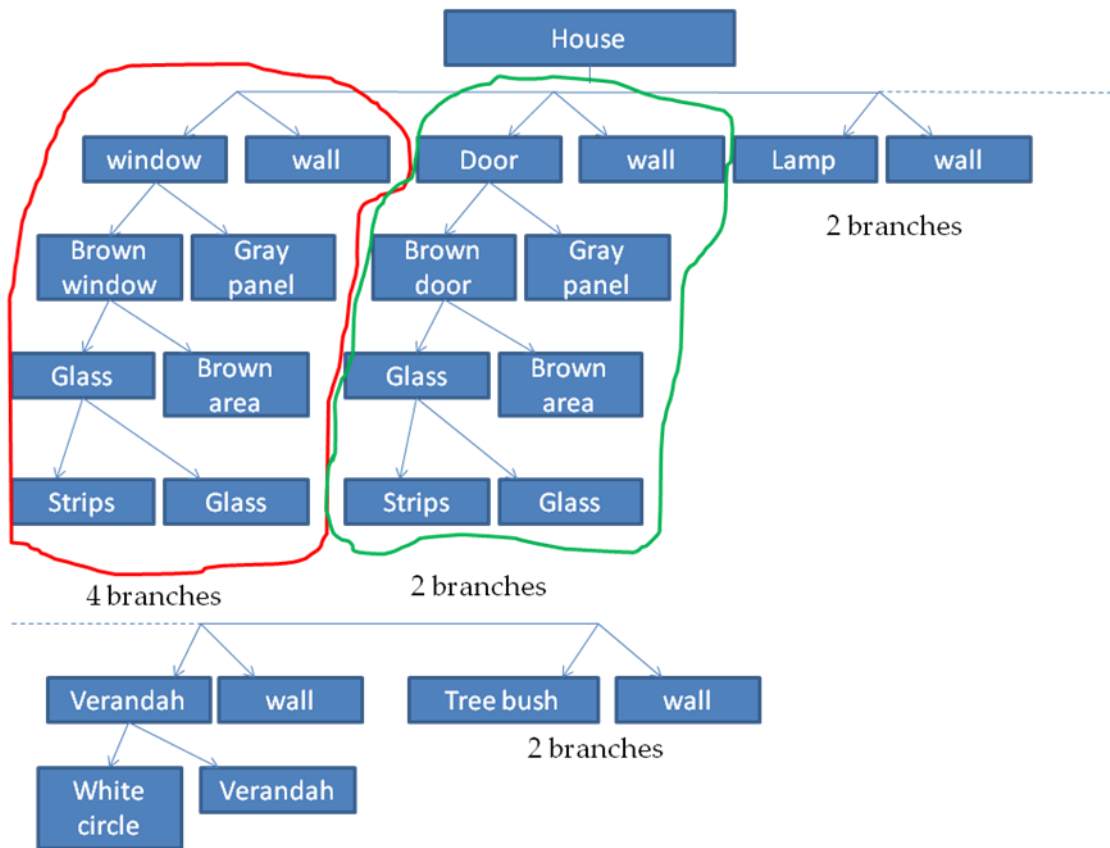 House
window
wall
Door
wall
Lamp
wall
2 branches
Brown
window
Gray
panel
Brown
door
Gray
panel
Glass
Brown
area
Glass
Brown
area
Strips
Glass
Strips
Glass
4 branches
2 branches
Verandah
wall
Tree bush
wall
2 branches
White
circle
Verandah